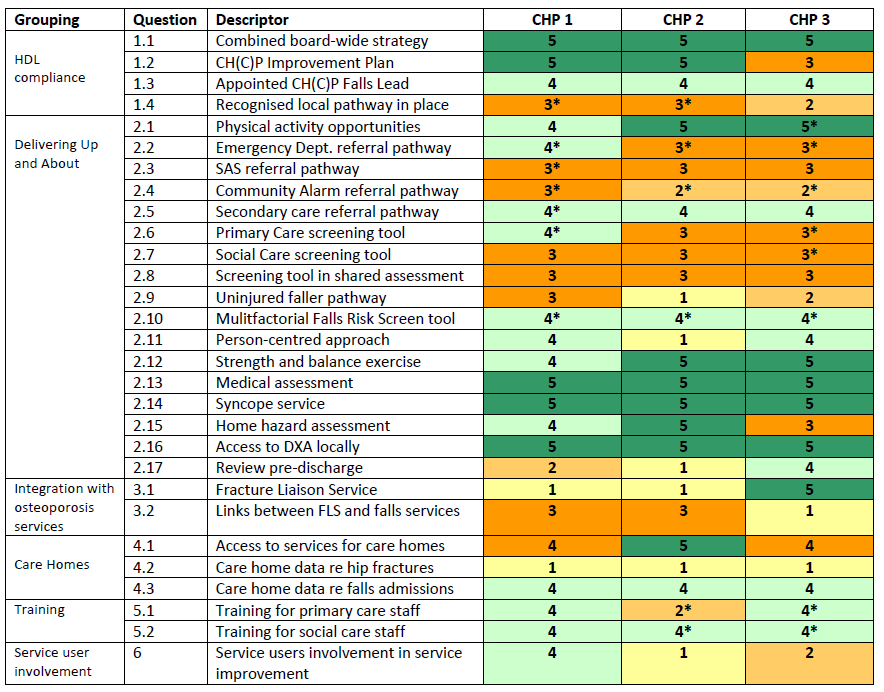 Grouping Question Descriptor CHP 1 CHP 2 CHP 3
HDL
compliance
1.1 Combined board-wide strategy 5 5 5
1.2 CH(C)P Improvement Plan 5 5 3
1.3 Appointed CH(C)P Falls Lead 4 4 4
1.4 Recognised local pathway in place 3* 3* 2
Delivering Up
and About
2.1 Physical activity opportunities 4 5 5*
2.2 Emergency Dept. referral pathway 4* 3* 3*
2.3 SAS referral pathway 3* 3 3
2.4 Community Alarm referral pathway 3* 2* 2*
2.5 Secondary care referral pathway 4* 4 4
2.6 Primary Care screening tool 4* 3 3*
2.7 Social Care screening tool 3 3 3*
2.8 Screening tool in shared assessment 3 3 3
2.9 Uninjured faller pathway 3 1 2
2.10 Mulitfactorial Falls Risk Screen tool 4* 4* 4*
2.11 Person-centred approach 4 1 4
2.12 Strength and balance exercise 4 5 5
2.13 Medical assessment 5 5 5
2.14 Syncope service 5 5 5
2.15 Home hazard assessment 4 5 3
2.16 Access to DXA locally 5 5 5
2.17 Review pre-discharge 2 1 4
Integration with
osteoporosis
services
3.1 Fracture Liaison Service 1 1 5
3.2 Links between FLS and falls services 3 3 1
Care Homes
4.1 Access to services for care homes 4 5 4
4.2 Care home data re hip fractures 1 1 1
4.3 Care home data re falls admissions 4 4 4
Training
5.1 Training for primary care staff 4 2* 4*
5.2 Training for social care staff 4 4* 4*
Service user
involvement
6 Service users involvement in service 4 1 2
improvement